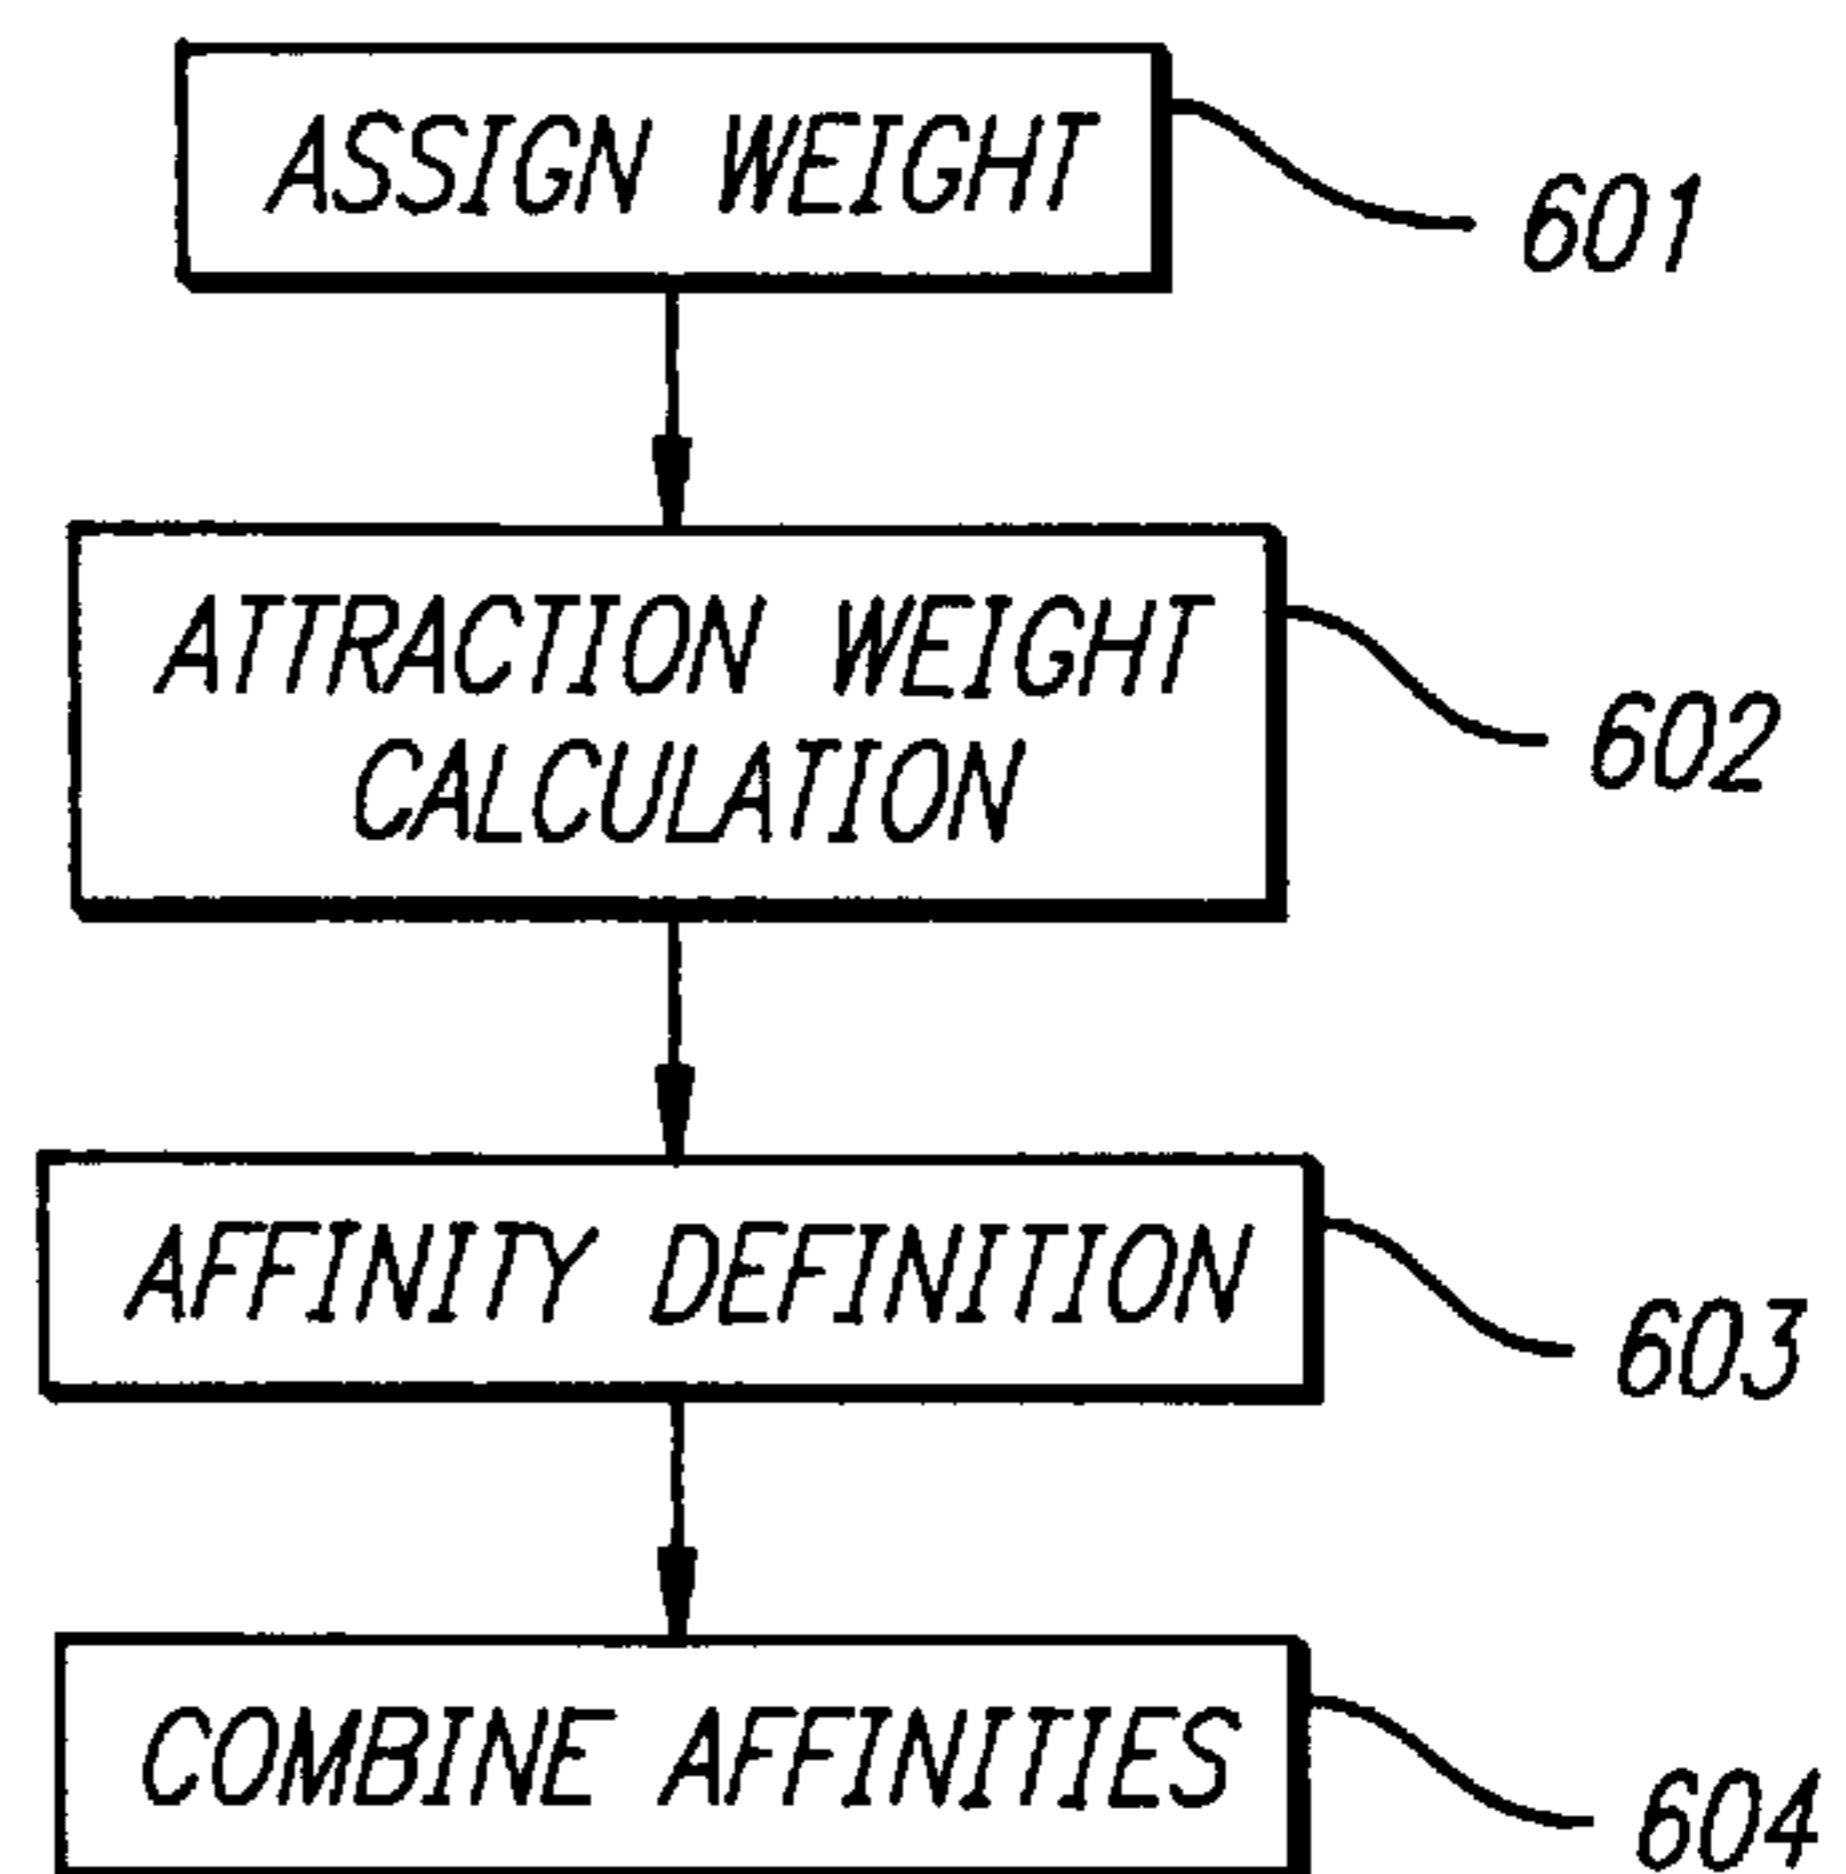 ASSIGN WEIGHT
601
ATTRACTION WEIGHT
CALCULATION
602
AFFINITY DEFINITION
603
COMBINE AFFINITIES
604